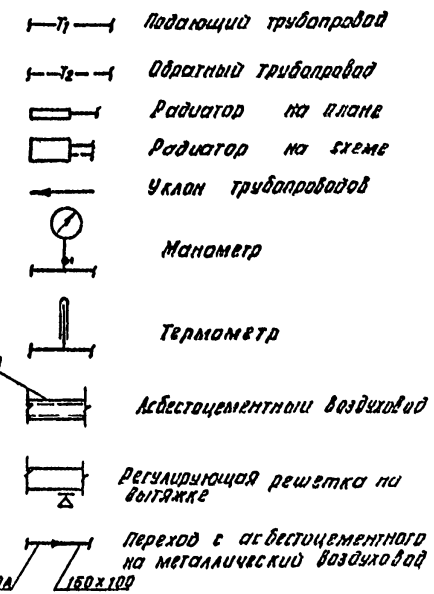 Т1 Подающий трубопровод
Т2 Обратный трубопровод
Радиатор на плане
Радиатор на схеме
Уклон трубопроводов
Манометр
Термометр
Асбестоцементный воздуховод
Регулирующая решетка на
вытяжке
Переход с асбестоцементного
на металлический воздуховод
150х100